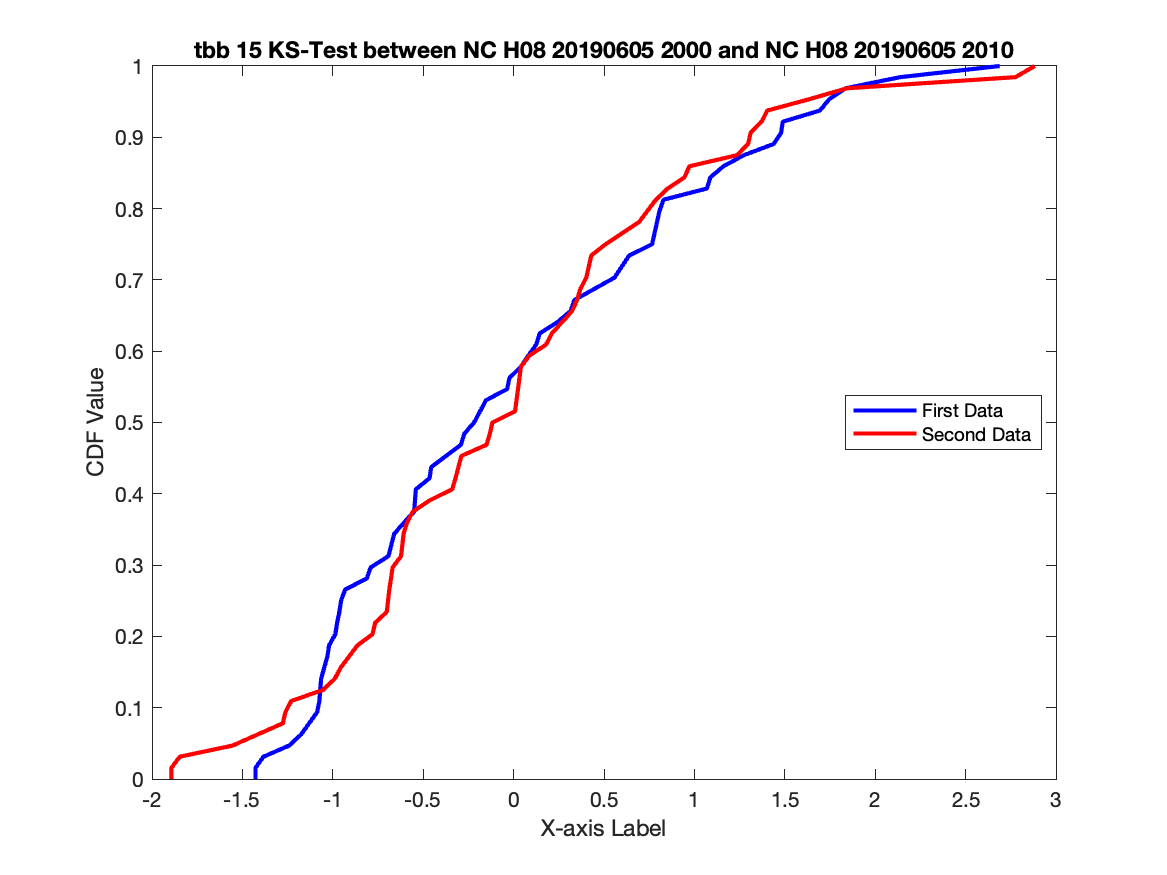 tbb 15 KS-Test between NC H08 20190605 2000 and NC H08 20190605 2010
1
0.9
0.8
0.7
0.6
0.5
0.4
0.3
0.2
0.1
0
CDF Value
First Data
Second Data
-2 -1.5 -1 -0.5 0 0.5 1 1.5 2 2.5 3
X-axis Label